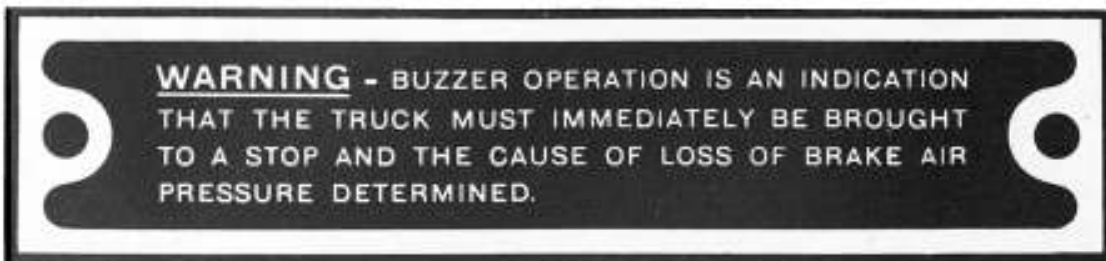 WARNING - BUZZER OPERATION IS AN INDICATION
THAT THE TRUCK MUST IMMEDIATELY BE BROUGHT
TO A STOP AND THE CAUSE OF LOSS OF BRAKE AIR
PRESSURE DETERMINED.